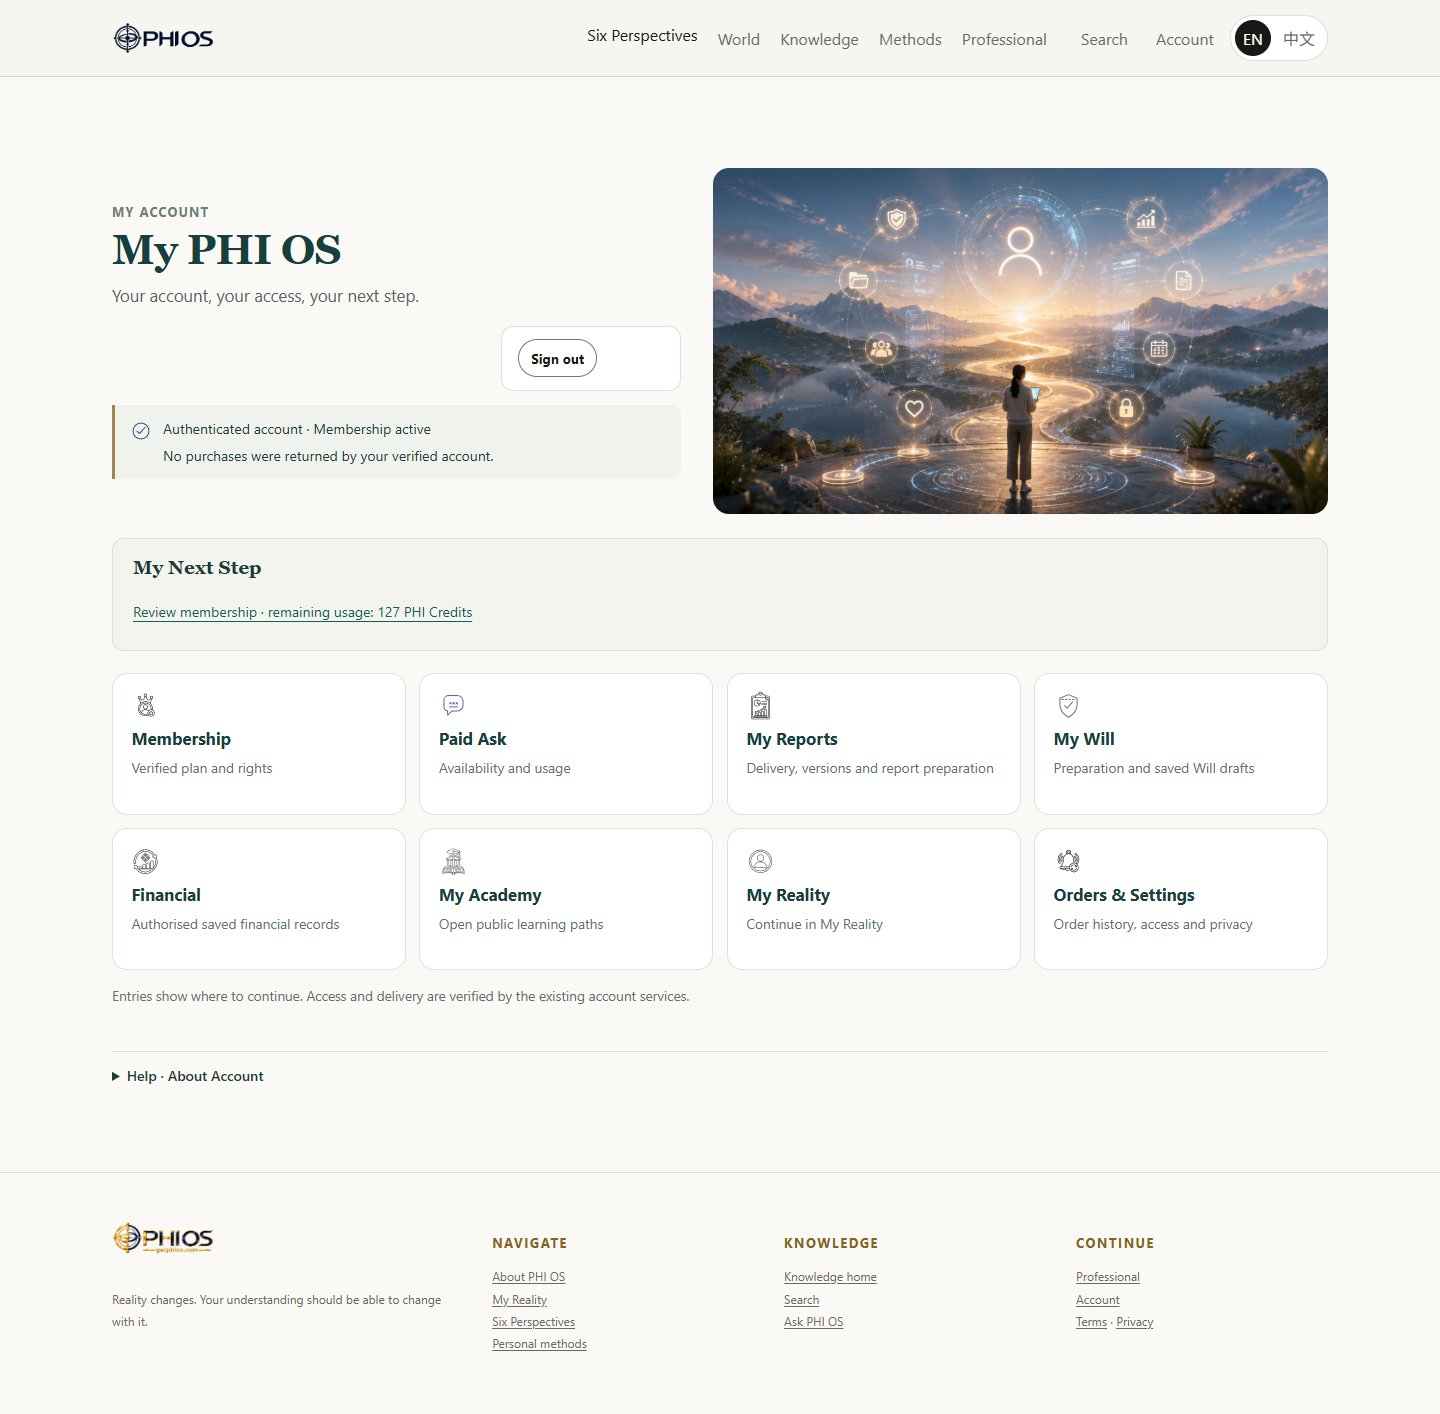 PHIOS
Six Perspectives
World
Knowledge
Methods
Professional
Search
Account
EN
中文
MY ACCOUNT
My PHI OS
Your account, your access, your next step.
Sign out
Authenticated account · Membership active
No purchases were returned by your verified account.
My Next Step
Review membership · remaining usage: 127 PHI Credits
Membership
Verified plan and rights
Paid Ask
Availability and usage
My Reports
Delivery, versions and report preparation
My Will
Preparation and saved Will drafts
Financial
Authorised saved financial records
My Academy
Open public learning paths
My Reality
Continue in My Reality
Orders & Settings
Order history, access and privacy
Entries show where to continue. Access and delivery are verified by the existing account services.
Help · About Account
PHIOS
getphios.com
Reality changes. Your understanding should be able to change
with it.
NAVIGATE
About PHI OS
My Reality
Six Perspectives
Personal methods
KNOWLEDGE
Knowledge home
Search
Ask PHI OS
CONTINUE
Professional
Account
Terms · Privacy